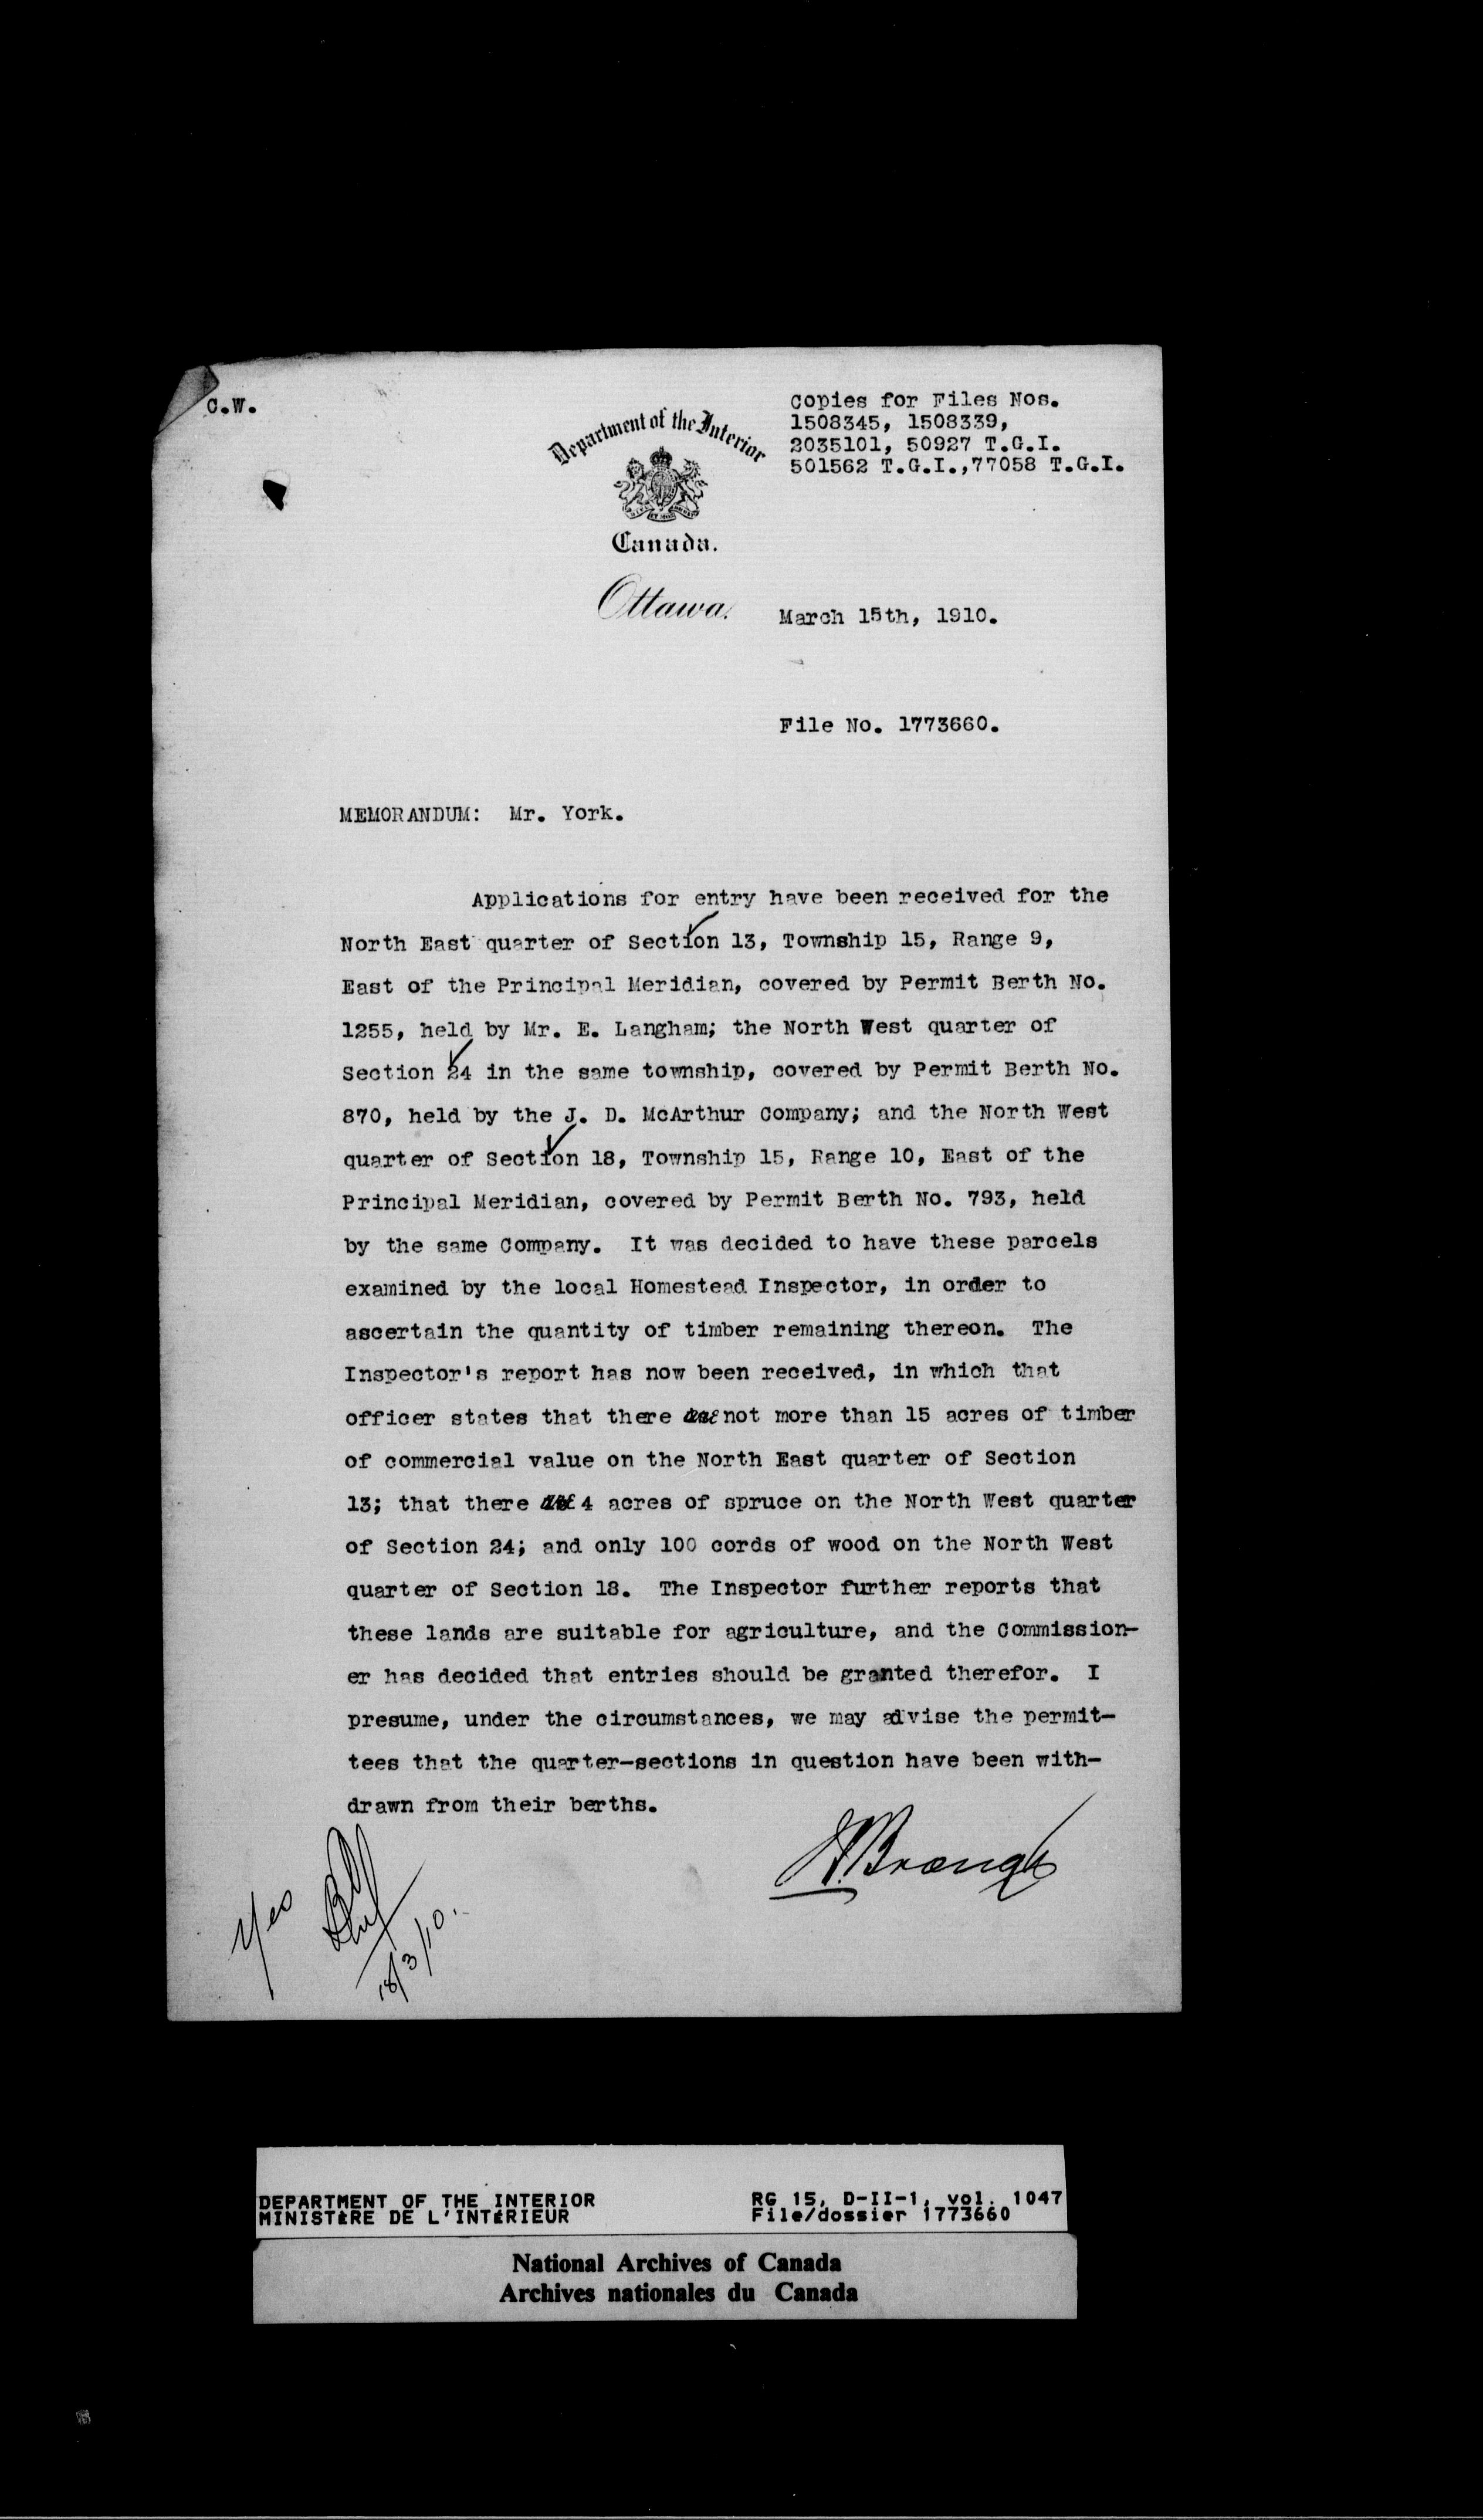 C.W.
Copies for Files Nos.
1508345, 1508339,
2035101, 50927 T.G.I.
501562 T.G.I.,77058 T.G.I.
Department of the Interior
Canada.
Ottawa, March 15th, 1910.
File No. 1773660.
MEMORANDUM: Mr. York.
Applications for entry have been received for the
North East quarter of Section 13, Township 15, Range 9,
East of the Principal Meridian, covered by Permit Berth No.
1255, held by Mr. E. Langham; the North West quarter of
Section 24 in the same township, covered by Permit Berth No.
870, held by the J. D. McArthur Company; and the North West
quarter of Section 18, Township 15, Range 10, East of the
Principal Meridian, covered by Permit Berth No. 793, held
by the same Company. It was decided to have these parcels
examined by the local Homestead Inspector, in order to
ascertain the quantity of timber remaining thereon. The
Inspector's report has now been received, in which that
officer states that there are not more than 15 acres of timber
of commercial value on the North East quarter of Section
13; that there are 4 acres of spruce on the North West quarter
of Section 24; and only 100 cords of wood on the North West
quarter of Section 18. The Inspector further reports that
these lands are suitable for agriculture, and the Commission-
er has decided that entries should be granted therefor. I
presume, under the circumstances, we may advise the permit-
tees that the quarter-sections in question have been with-
drawn from their berths.
Yes
18/3/10.
DEPARTMENT OF THE INTERIOR
MINISTÈRE DE L'INTÉRIEUR
RG 15, D-II-1, vol. 1047
File/dossier 1773660
National Archives of Canada
Archives nationales du Canada